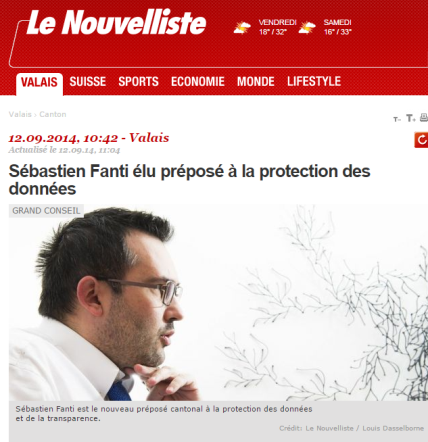 Le Nouvelliste
VENDREDI
18° / 32°
SAMEDI
16° / 33°
VALAIS SUISSE SPORTS ECONOMIE MONDE LIFESTYLE
Valais › Canton
T- T+
12.09.2014, 10:42 - Valais
Actualisé le 12.09.14, 11:04
Sébastien Fanti élu préposé à la protection des
données
GRAND CONSEIL
Sébastien Fanti est le nouveau préposé cantonal à la protection des données
et de la transparence.
Crédit: Le Nouvelliste / Louis Dasselborne